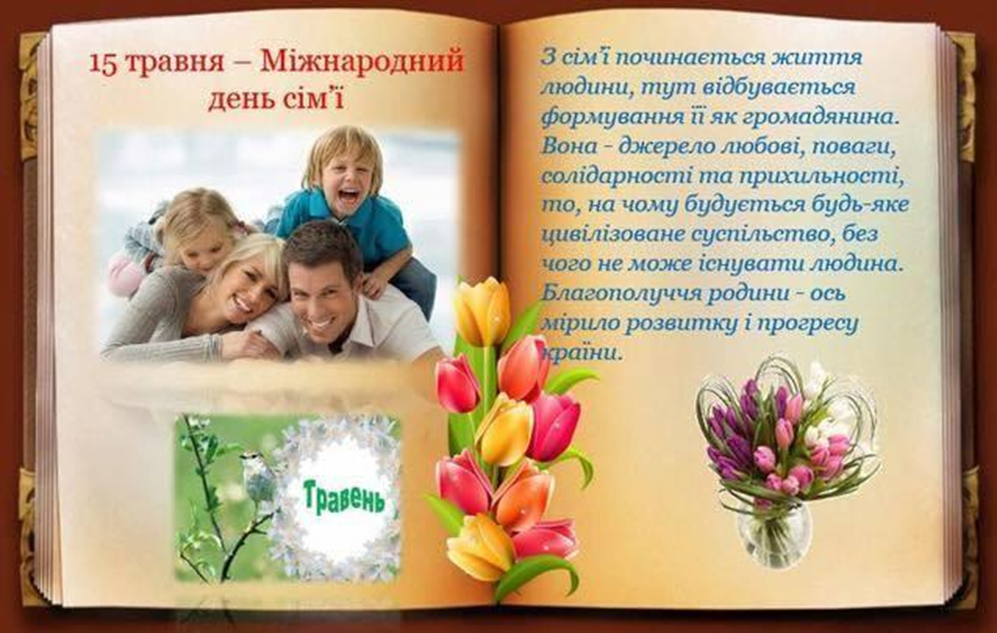 15 травня – Міжнародний
день сім’ї
Травень
З сім’ї починається життя
людини, тут відбувається
формування її як громадянина.
Вона - джерело любові, поваги,
солідарності та прихильності,
то, на чому будується будь-яке
цивілізоване суспільство, без
чого не може існувати людина.
Благополуччя родини - ось
мірило розвитку і прогресу
країни.